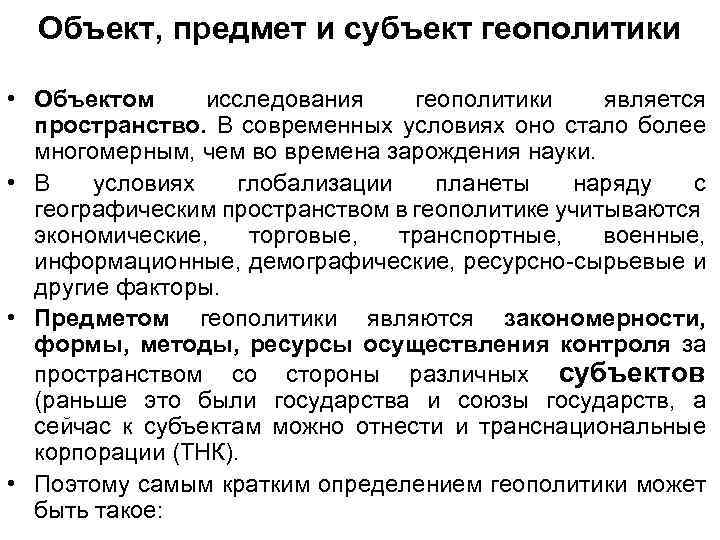 Объект, предмет и субъект геополитики
• Объектом исследования геополитики является
пространство. В современных условиях оно стало более
многомерным, чем во времена зарождения науки.
• В условиях глобализации планеты наряду с
географическим пространством в геополитике учитываются
экономические, торговые, транспортные, военные,
информационные, демографические, ресурсно-сырьевые и
другие факторы.
• Предметом геополитики являются закономерности,
формы, методы, ресурсы осуществления контроля за
пространством со стороны различных субъектов
(раньше это были государства и союзы государств, а
сейчас к субъектам можно отнести и транснациональные
корпорации (ТНК).
• Поэтому самым кратким определением геополитики может
быть такое: